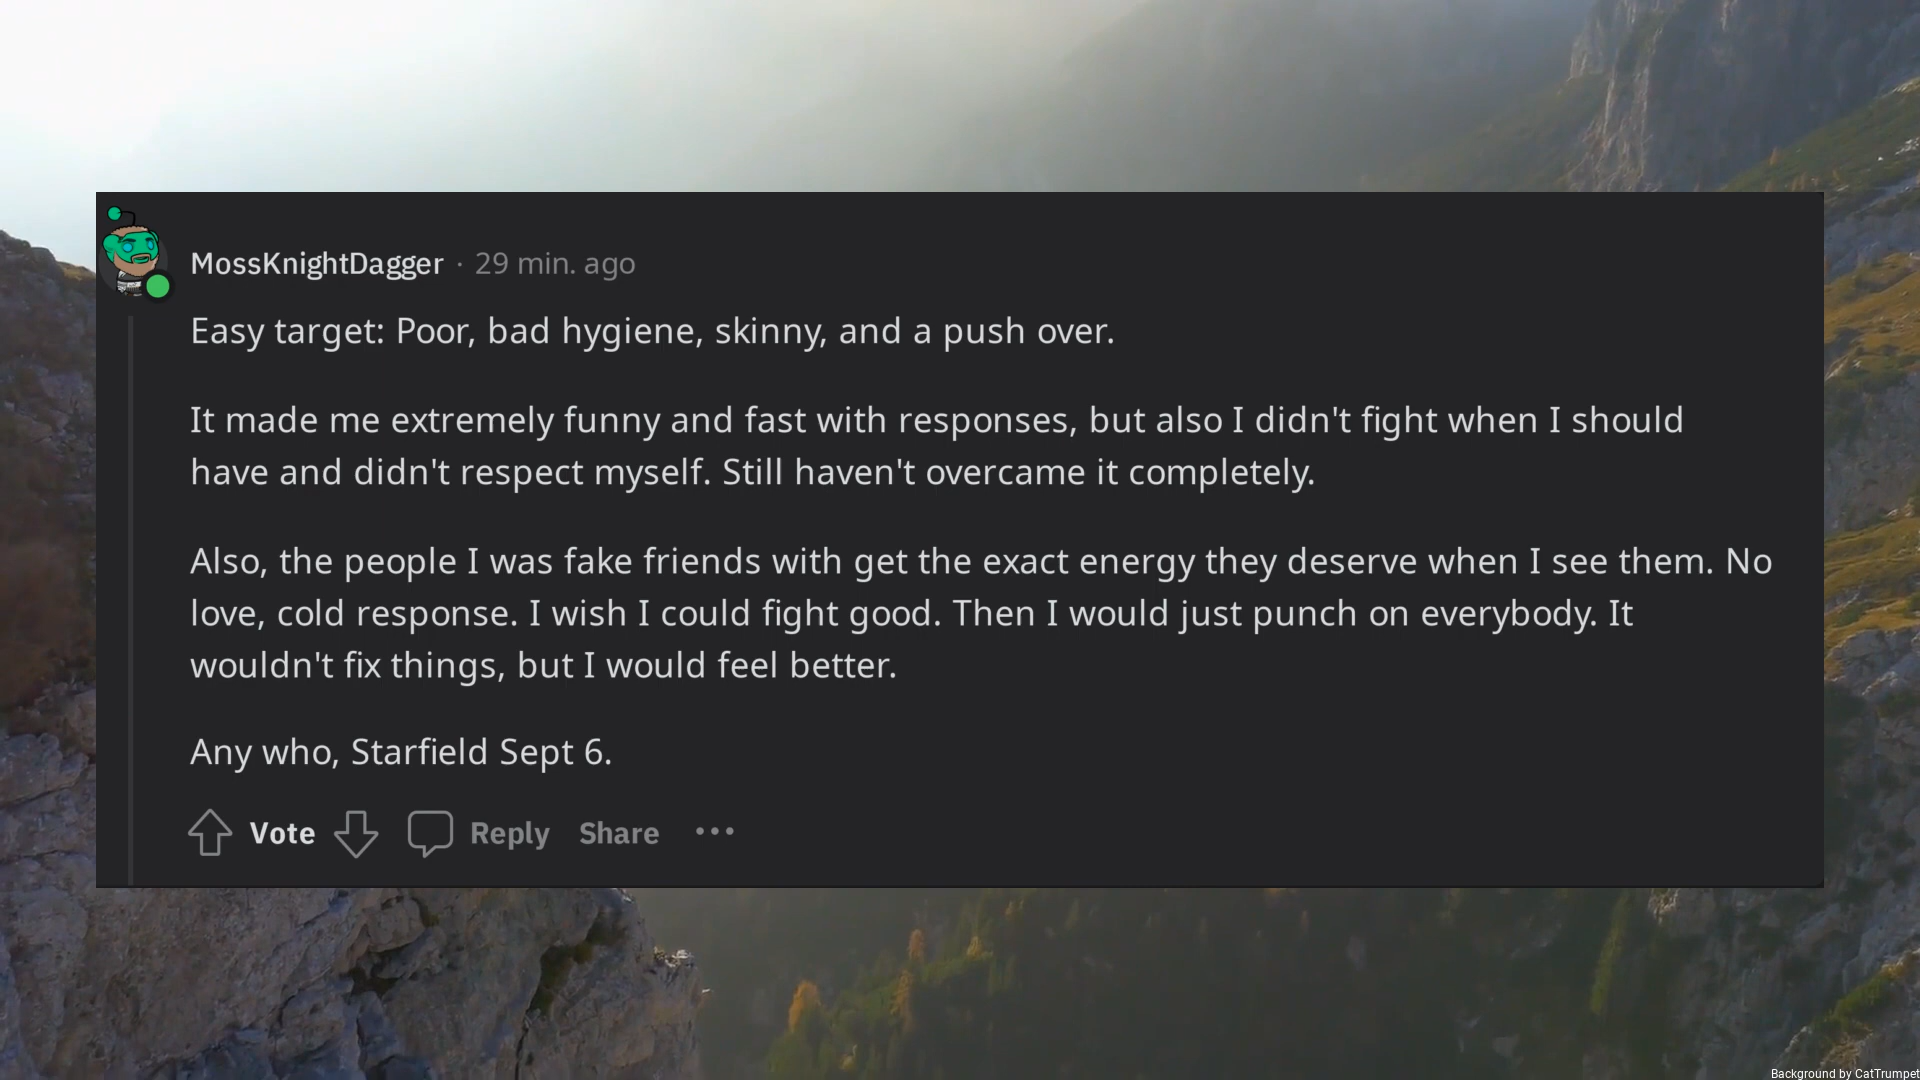 MossKnightDagger · 29 min. ago
Easy target: Poor, bad hygiene, skinny, and a push over.
It made me extremely funny and fast with responses, but also I didn't fight when I should
have and didn't respect myself. Still haven't overcame it completely.
Also, the people I was fake friends with get the exact energy they deserve when I see them. No
love, cold response. I wish I could fight good. Then I would just punch on everybody. It
wouldn't fix things, but I would feel better.
Any who, Starfield Sept 6.
Vote Reply Share ···
Background by CatTrumpet